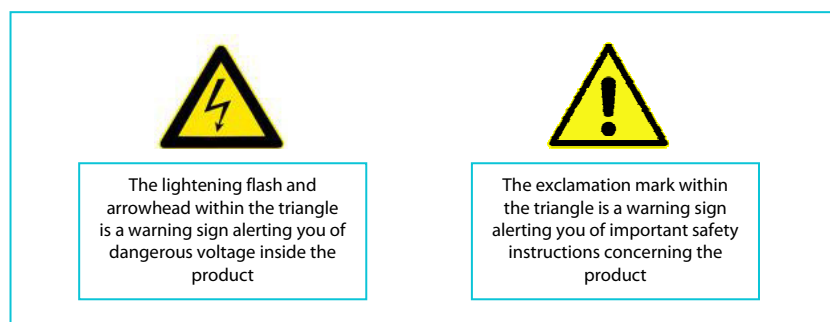 The lightening flash and
arrowhead within the triangle
is a warning sign alerting you of
dangerous voltage inside the
product
The exclamation mark within
the triangle is a warning sign
alerting you of important safety
instructions concerning the
product